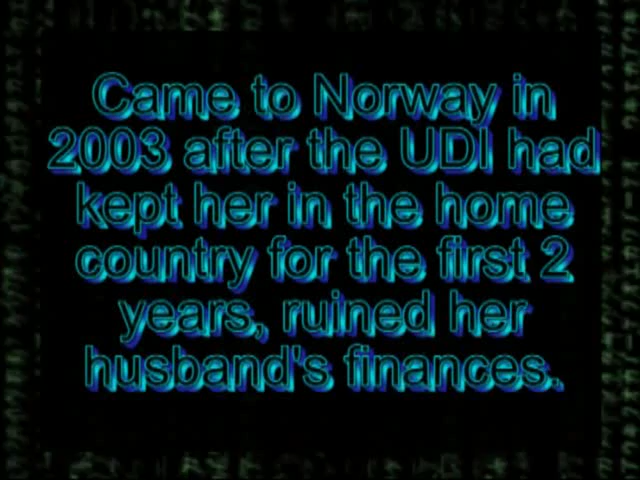 Came to Norway in
2003 after the UDI had
kept her in the home
country for the first 2
years, ruined her
husband's finances.